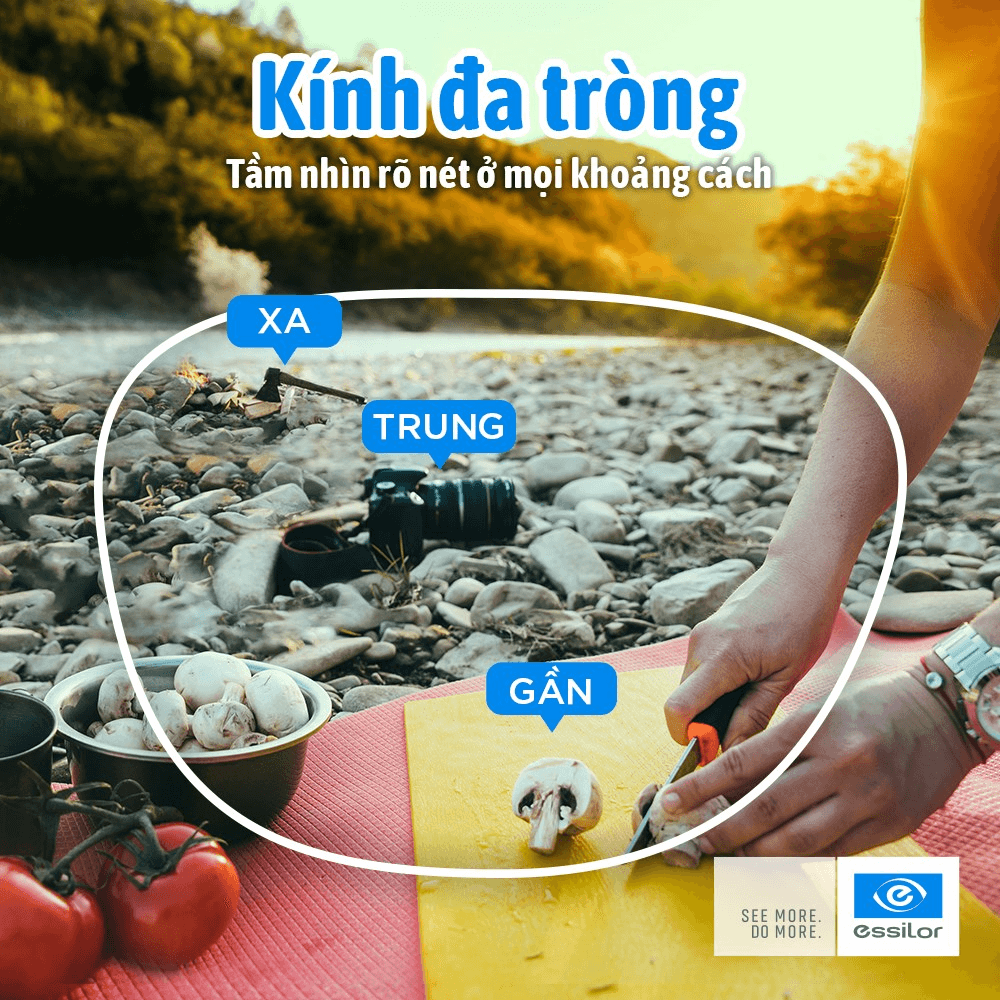 Kính đa tròng
Tầm nhìn rõ nét ở mọi khoảng cách
XA
TRUNG
GẦN
SEE MORE.
DO MORE.
essilor